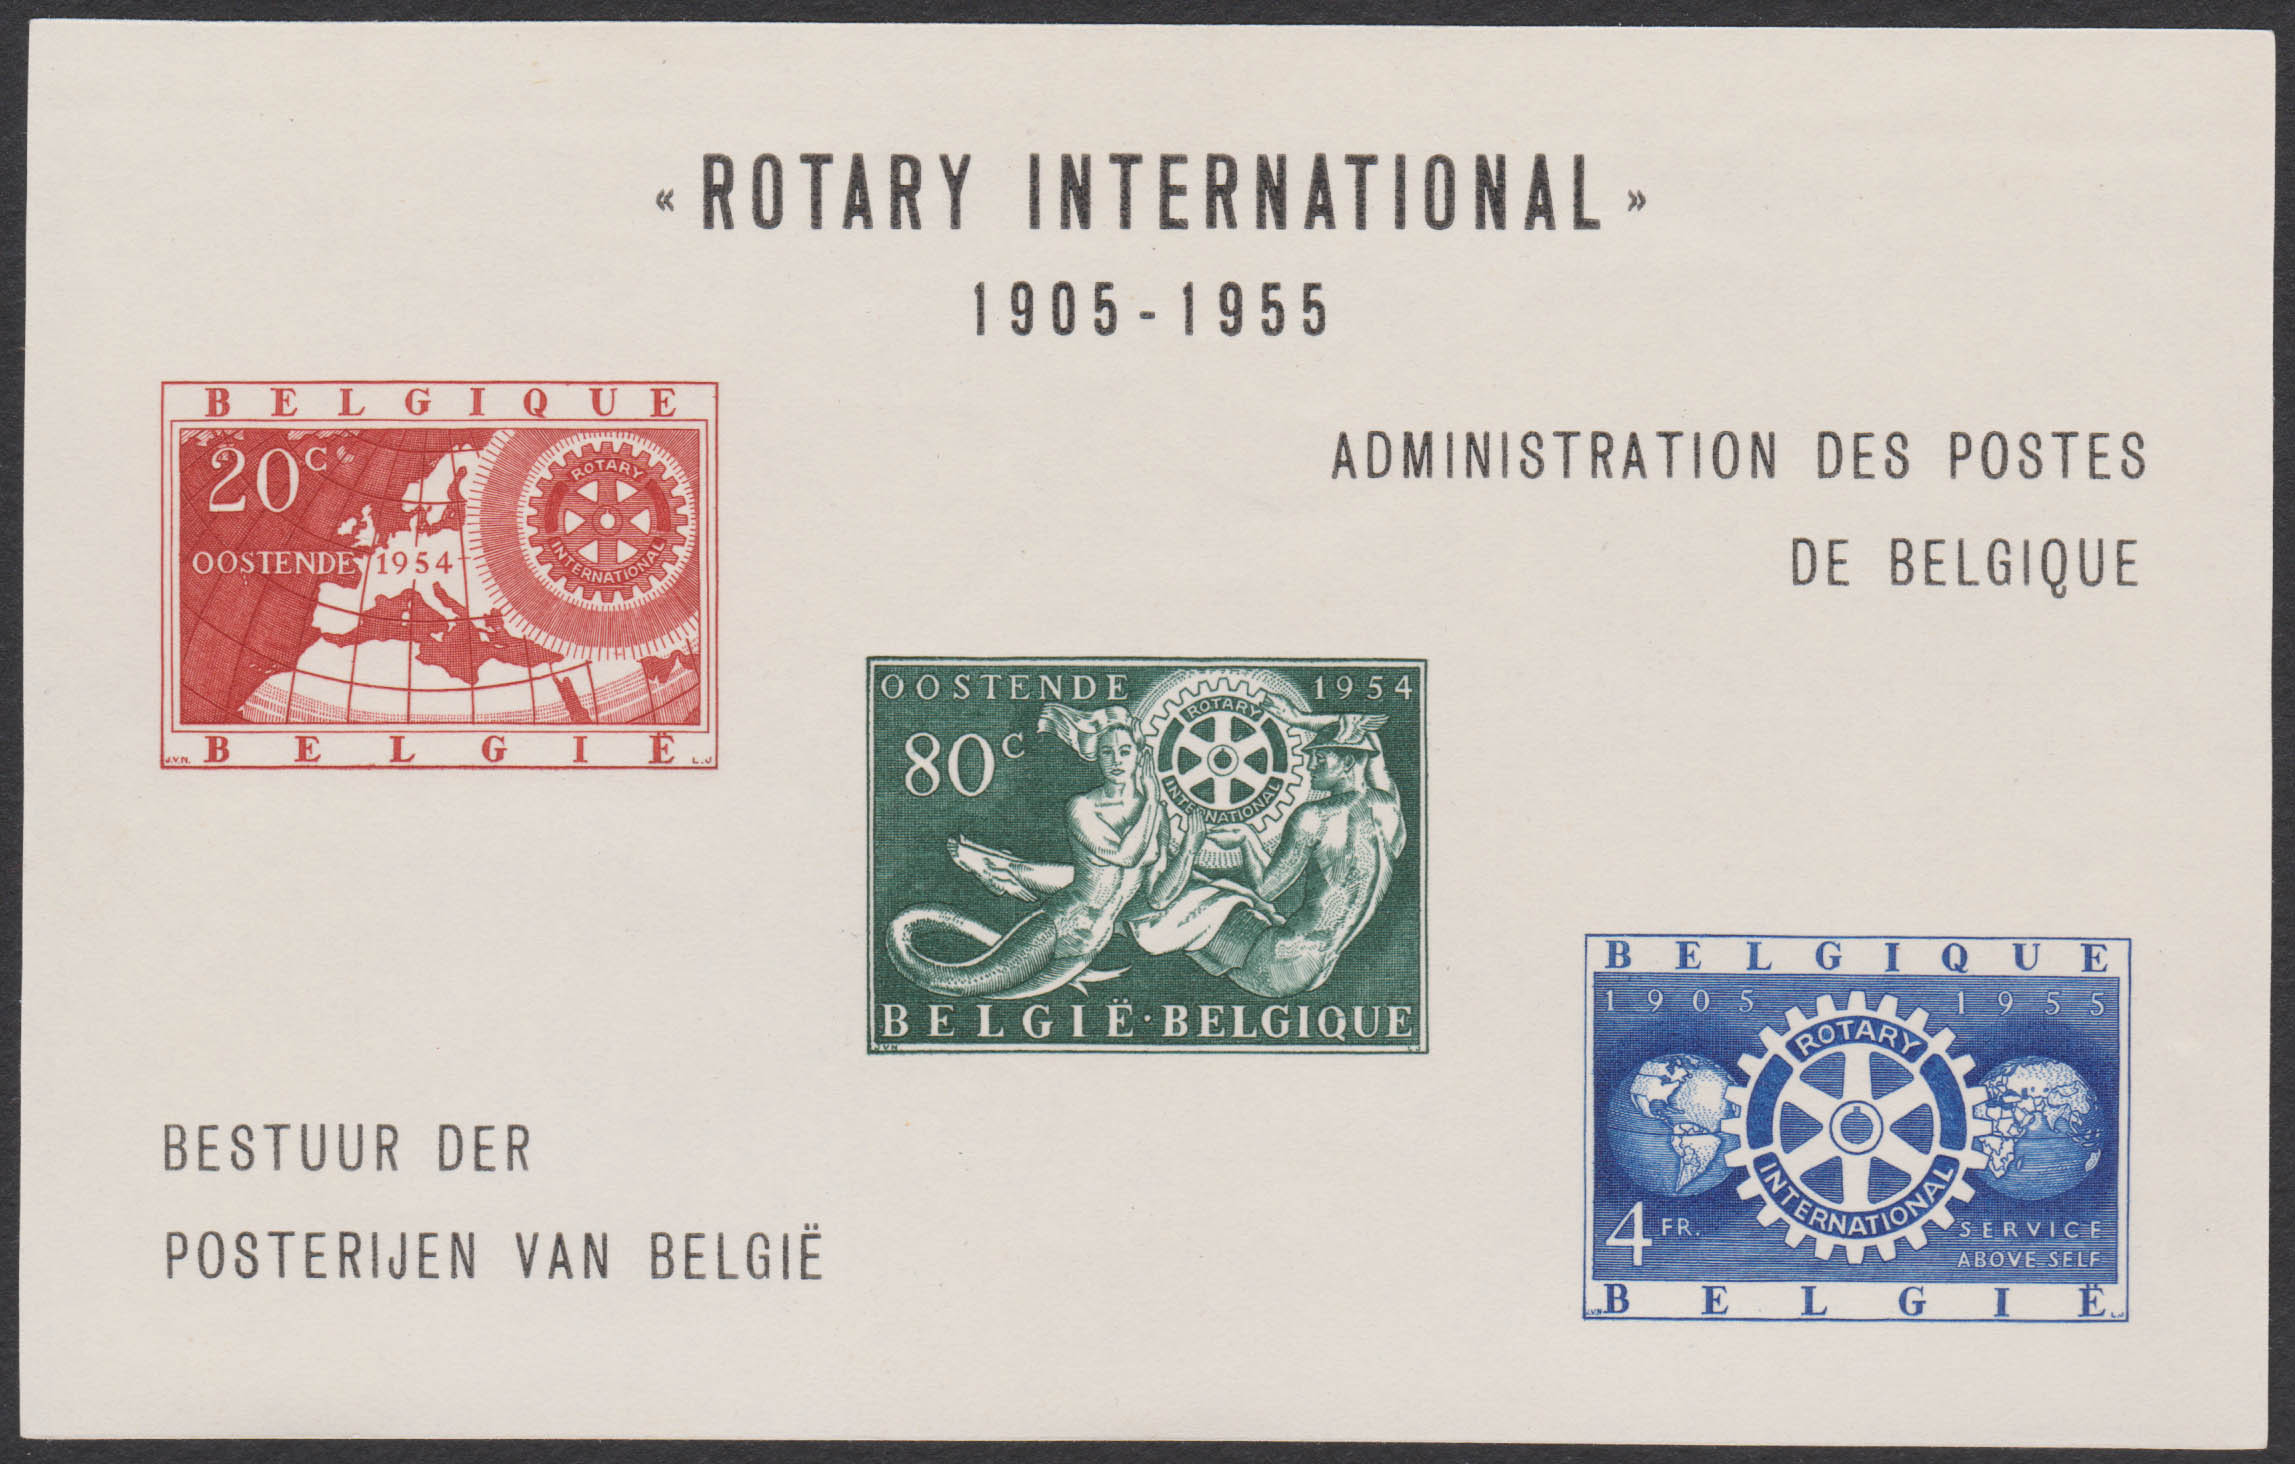 « ROTARY INTERNATIONAL »
1905-1955
BELGIQUE
20C
ROTARY
INTERNATIONAL
OOSTENDE 1954
BELGIË
J.V.N.
L.J
ADMINISTRATION DES POSTES
DE BELGIQUE
OOSTENDE 1954
80C
ROTARY
INTERNATIONAL
BELGIË·BELGIQUE
J.V.N
L.J
BELGIQUE
1905 1955
ROTARY
INTERNATIONAL
4 FR.
SERVICE
ABOVE SELF
BELGIË
J.V.N.
L.J
BESTUUR DER
POSTERIJEN VAN BELGIË